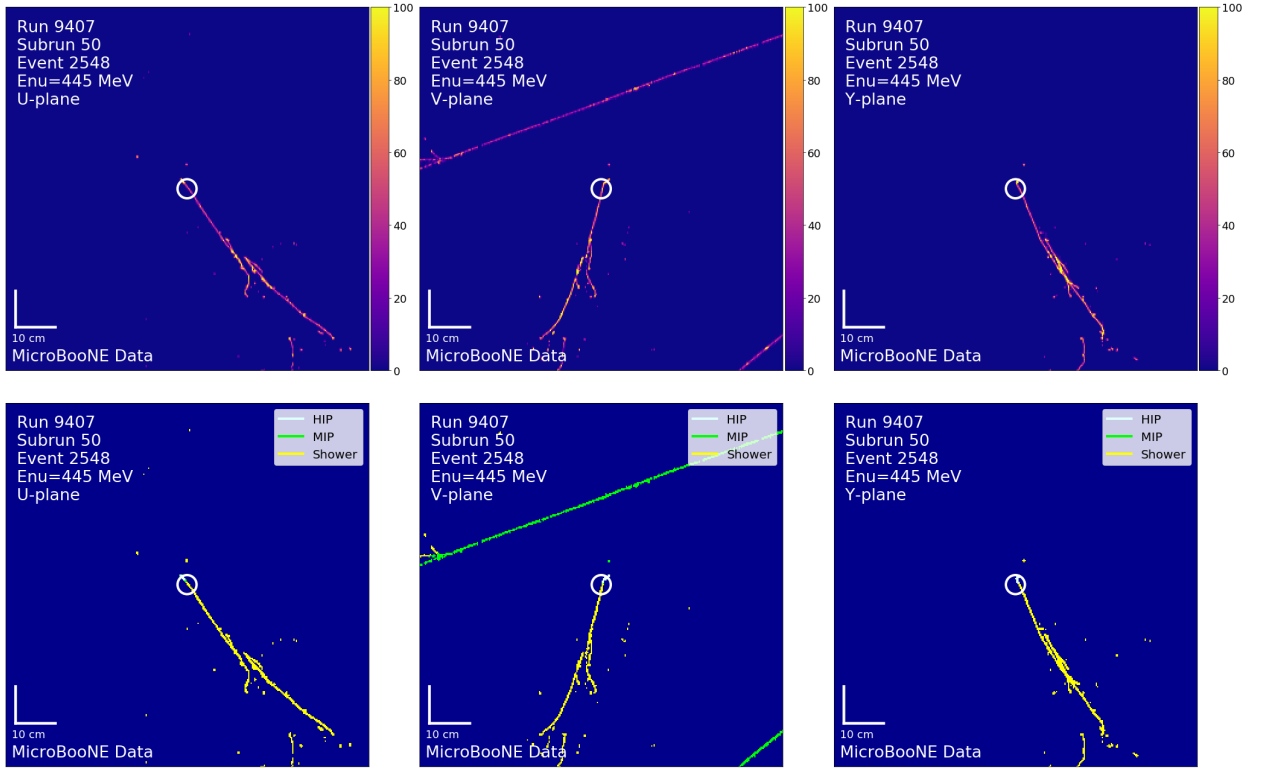 Run 9407
Subrun 50
Event 2548
Enu=445 MeV
U-plane
10 cm
MicroBooNE Data
100
80
60
40
20
0
Run 9407
Subrun 50
Event 2548
Enu=445 MeV
V-plane
10 cm
MicroBooNE Data
100
80
60
40
20
0
Run 9407
Subrun 50
Event 2548
Enu=445 MeV
Y-plane
10 cm
MicroBooNE Data
100
80
60
40
20
0
Run 9407
Subrun 50
Event 2548
Enu=445 MeV
U-plane
HIP
MIP
Shower
10 cm
MicroBooNE Data
Run 9407
Subrun 50
Event 2548
Enu=445 MeV
V-plane
HIP
MIP
Shower
10 cm
MicroBooNE Data
Run 9407
Subrun 50
Event 2548
Enu=445 MeV
Y-plane
HIP
MIP
Shower
10 cm
MicroBooNE Data